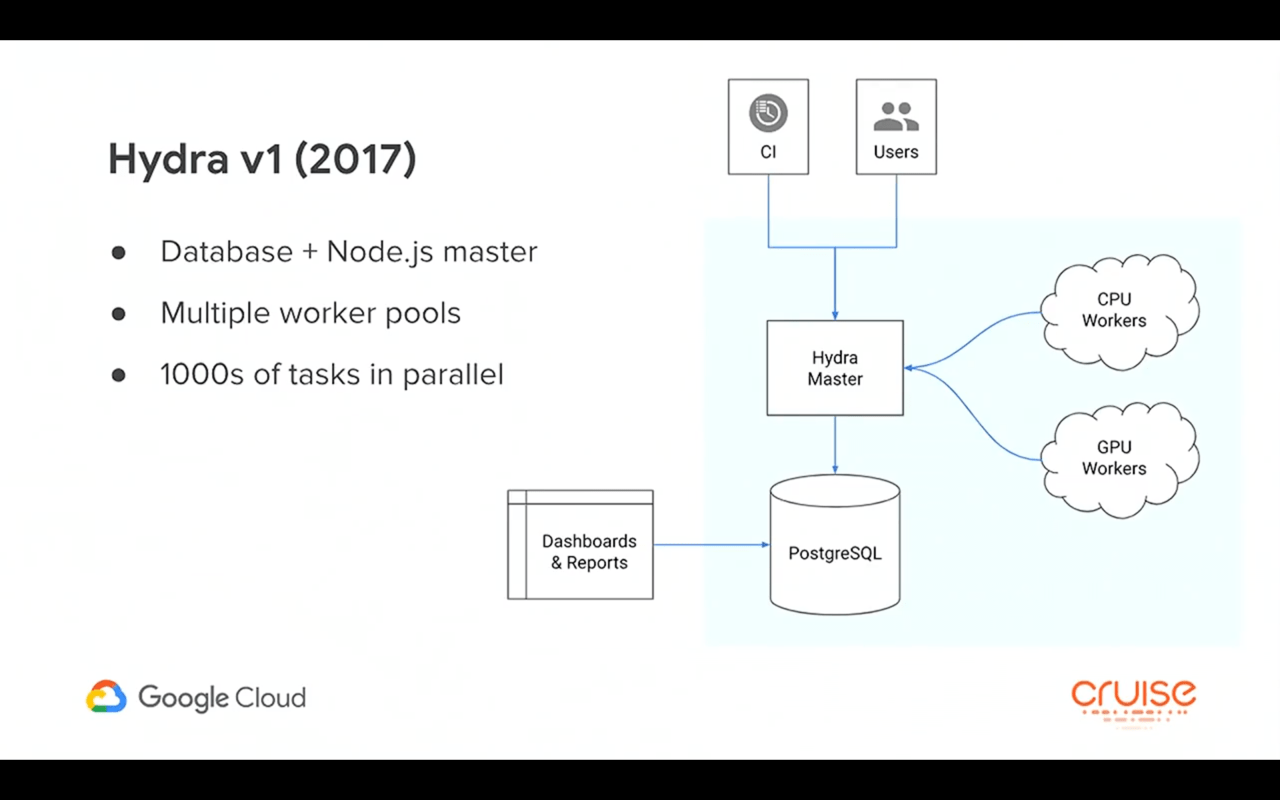 Hydra v1 (2017)
● Database + Node.js master
● Multiple worker pools
● 1000s of tasks in parallel
CI
Users
Hydra
Master
CPU
Workers
GPU
Workers
Dashboards
& Reports
PostgreSQL
Google Cloud
cruise